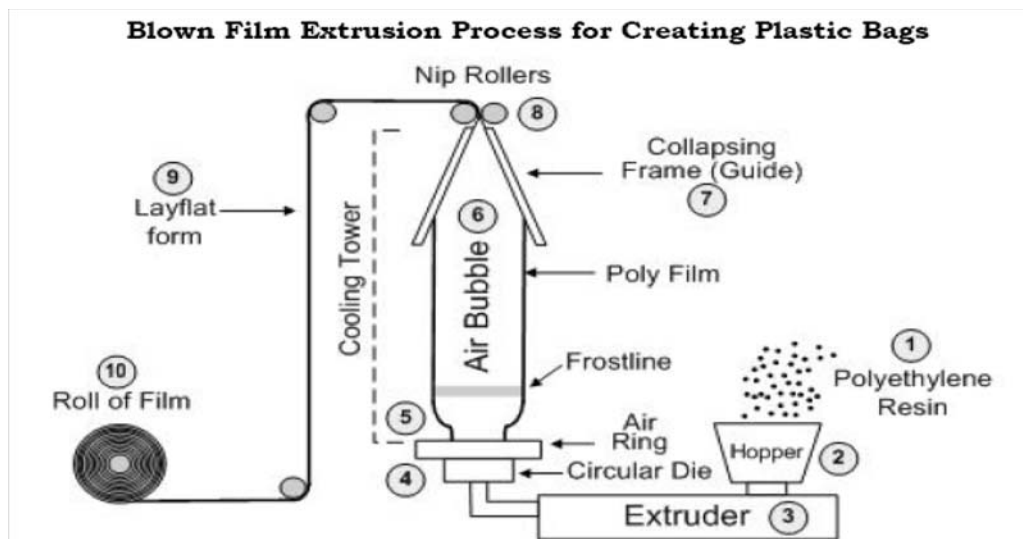 Blown Film Extrusion Process for Creating Plastic Bags
Nip Rollers
8
Collapsing
Frame (Guide)
7
9
Layflat
form
6
Air Bubble
Cooling Tower
Poly Film
1
Polyethylene
Resin
Frostline
10
Roll of Film
5
Air
Ring
Hopper
2
4
Circular Die
Extruder
3